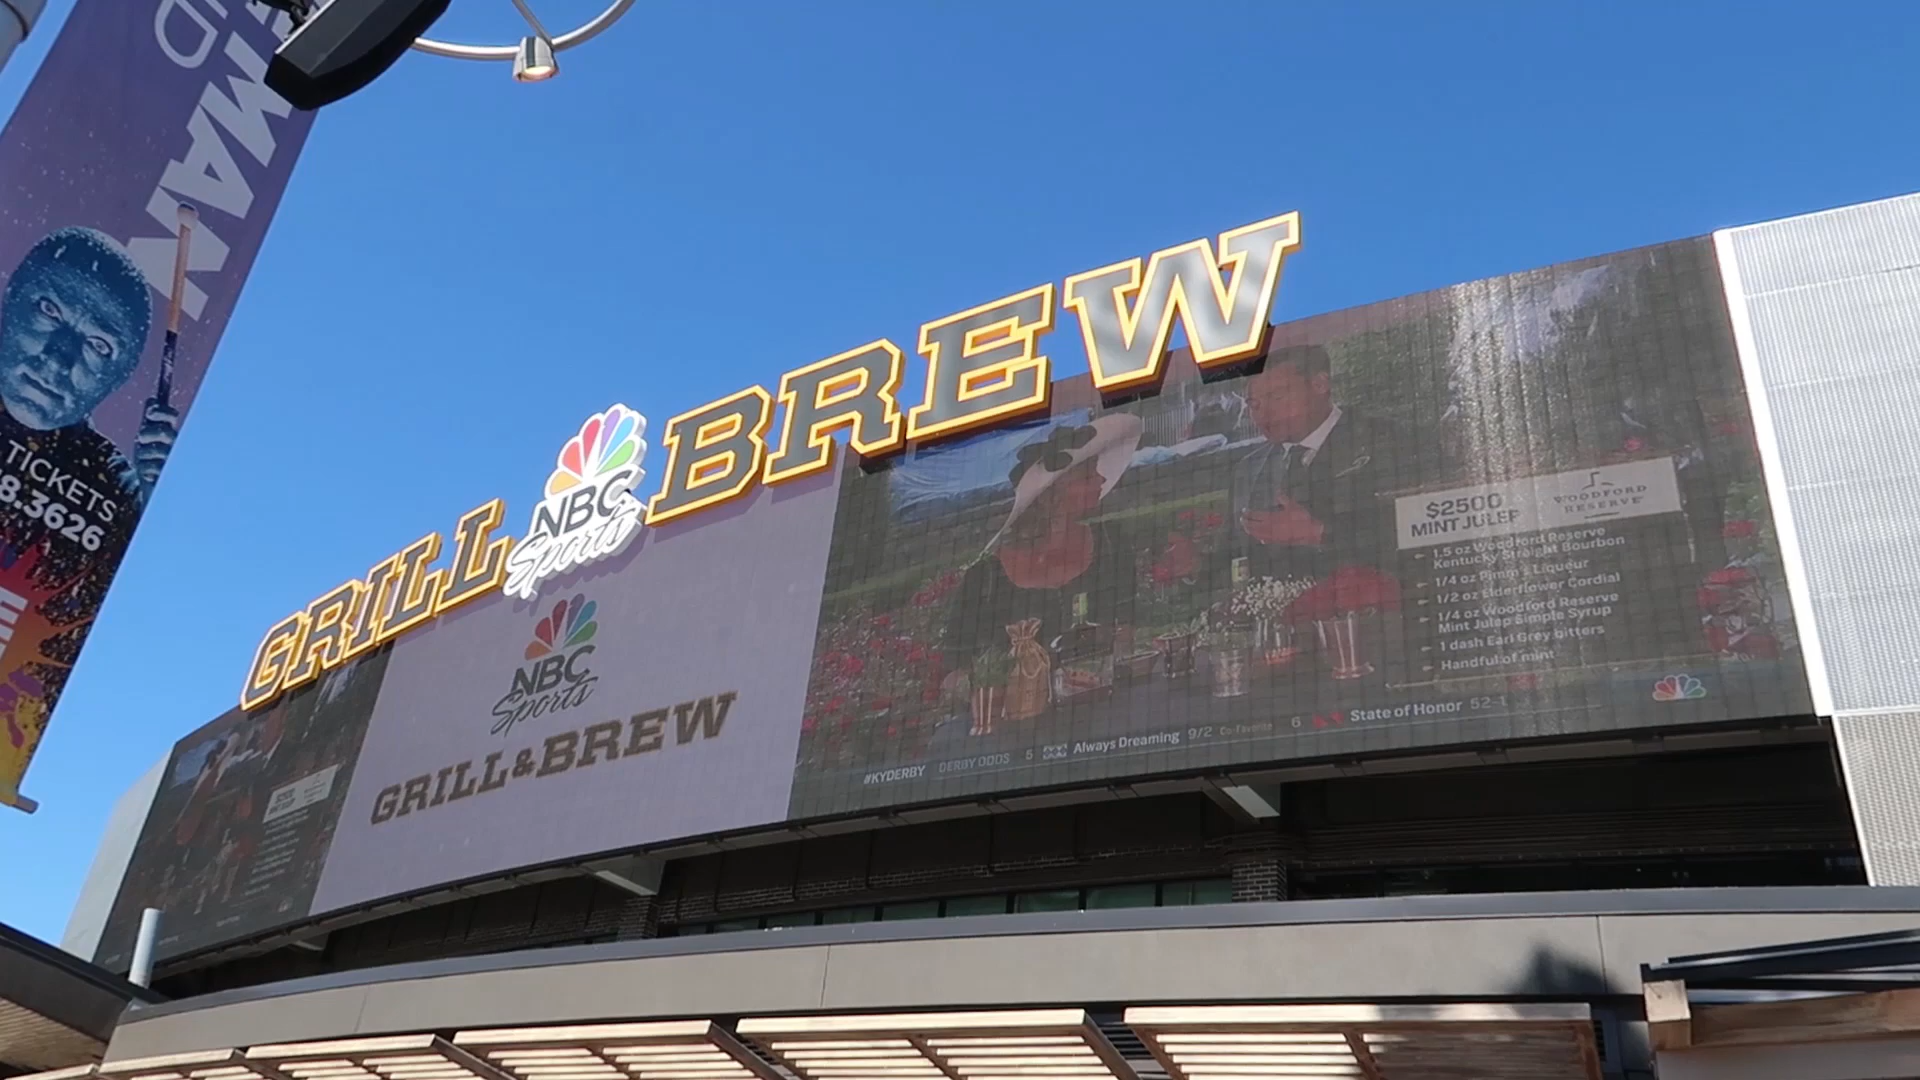 MAN
TICKETS
8.3626
GRILL
NBC
Sports
BREW
NBC
Sports
GRILL & BREW
$2500
MINT JULEP
WOODFORD
RESERVE
1.5 oz Woodford Reserve
Kentucky Straight Bourbon
1/4 oz Pimm's Liqueur
1/2 oz Elderflower Cordial
1/4 oz Woodford Reserve
Mint Julep Simple Syrup
1 dash Earl Grey bitters
Handful of mint
#KYDERBY DERBY ODDS 5 Always Dreaming 9/2 Co-Favorite 6 State of Honor 52-1